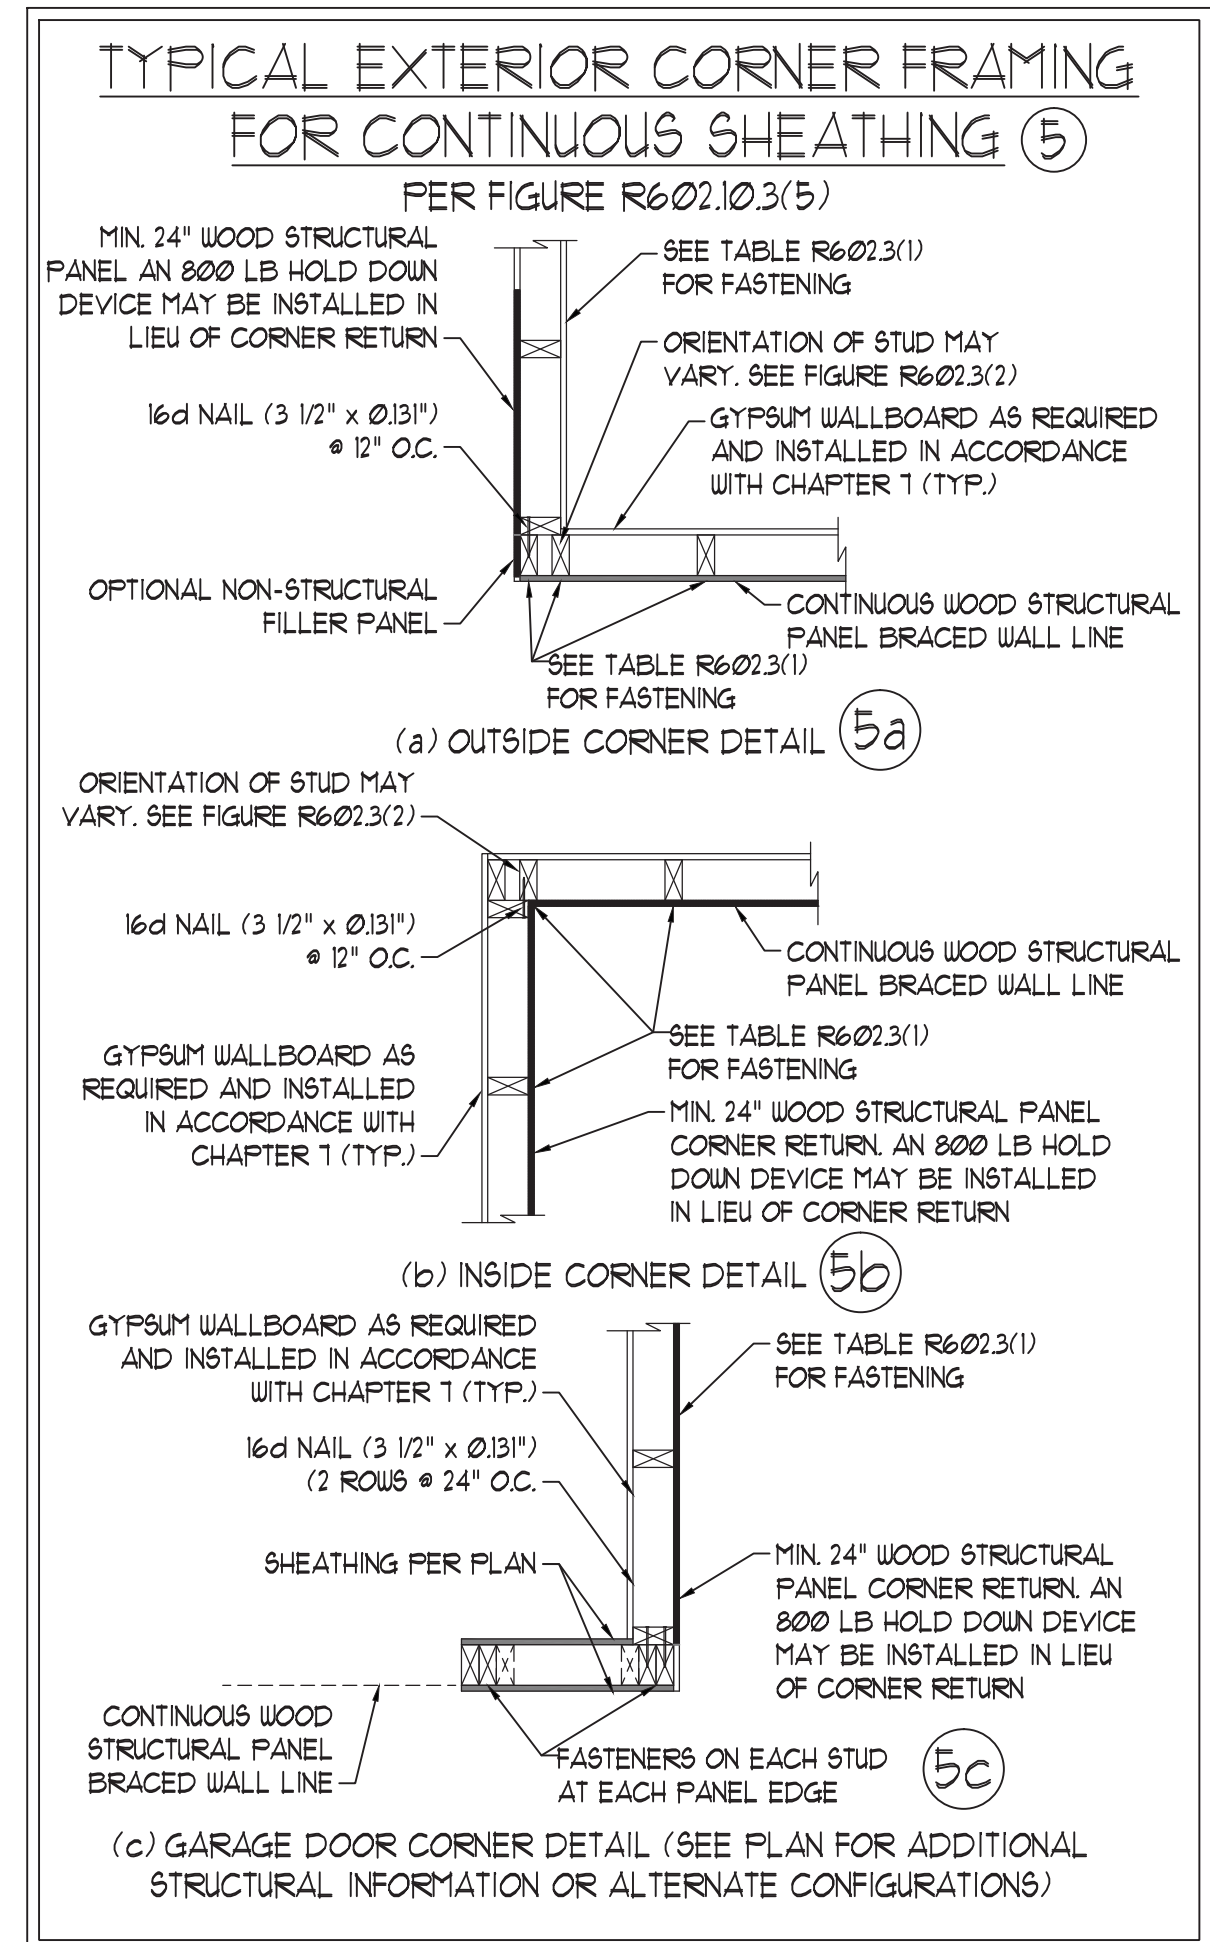 TYPICAL EXTERIOR CORNER FRAMING
FOR CONTINUOUS SHEATHING 5
PER FIGURE R602.10.3(5)
MIN. 24" WOOD STRUCTURAL
PANEL AN 800 LB HOLD DOWN
DEVICE MAY BE INSTALLED IN
LIEU OF CORNER RETURN
16d NAIL (3 1/2" x 0.131")
@ 12" O.C.
OPTIONAL NON-STRUCTURAL
FILLER PANEL
SEE TABLE R602.3(1)
FOR FASTENING
ORIENTATION OF STUD MAY
VARY. SEE FIGURE R602.3(2)
GYPSUM WALLBOARD AS REQUIRED
AND INSTALLED IN ACCORDANCE
WITH CHAPTER 7 (TYP.)
CONTINUOUS WOOD STRUCTURAL
PANEL BRACED WALL LINE
SEE TABLE R602.3(1)
FOR FASTENING
(a) OUTSIDE CORNER DETAIL 5a
ORIENTATION OF STUD MAY
VARY. SEE FIGURE R602.3(2)
16d NAIL (3 1/2" x 0.131")
@ 12" O.C.
GYPSUM WALLBOARD AS
REQUIRED AND INSTALLED
IN ACCORDANCE WITH
CHAPTER 7 (TYP.)
CONTINUOUS WOOD STRUCTURAL
PANEL BRACED WALL LINE
SEE TABLE R602.3(1)
FOR FASTENING
MIN. 24" WOOD STRUCTURAL PANEL
CORNER RETURN. AN 800 LB HOLD
DOWN DEVICE MAY BE INSTALLED
IN LIEU OF CORNER RETURN
(b) INSIDE CORNER DETAIL 5b
GYPSUM WALLBOARD AS REQUIRED
AND INSTALLED IN ACCORDANCE
WITH CHAPTER 7 (TYP.)
16d NAIL (3 1/2" x 0.131")
(2 ROWS @ 24" O.C.
SHEATHING PER PLAN
CONTINUOUS WOOD
STRUCTURAL PANEL
BRACED WALL LINE
SEE TABLE R602.3(1)
FOR FASTENING
MIN. 24" WOOD STRUCTURAL
PANEL CORNER RETURN. AN
800 LB HOLD DOWN DEVICE
MAY BE INSTALLED IN LIEU
OF CORNER RETURN
FASTENERS ON EACH STUD
AT EACH PANEL EDGE
5c
(c) GARAGE DOOR CORNER DETAIL (SEE PLAN FOR ADDITIONAL
STRUCTURAL INFORMATION OR ALTERNATE CONFIGURATIONS)